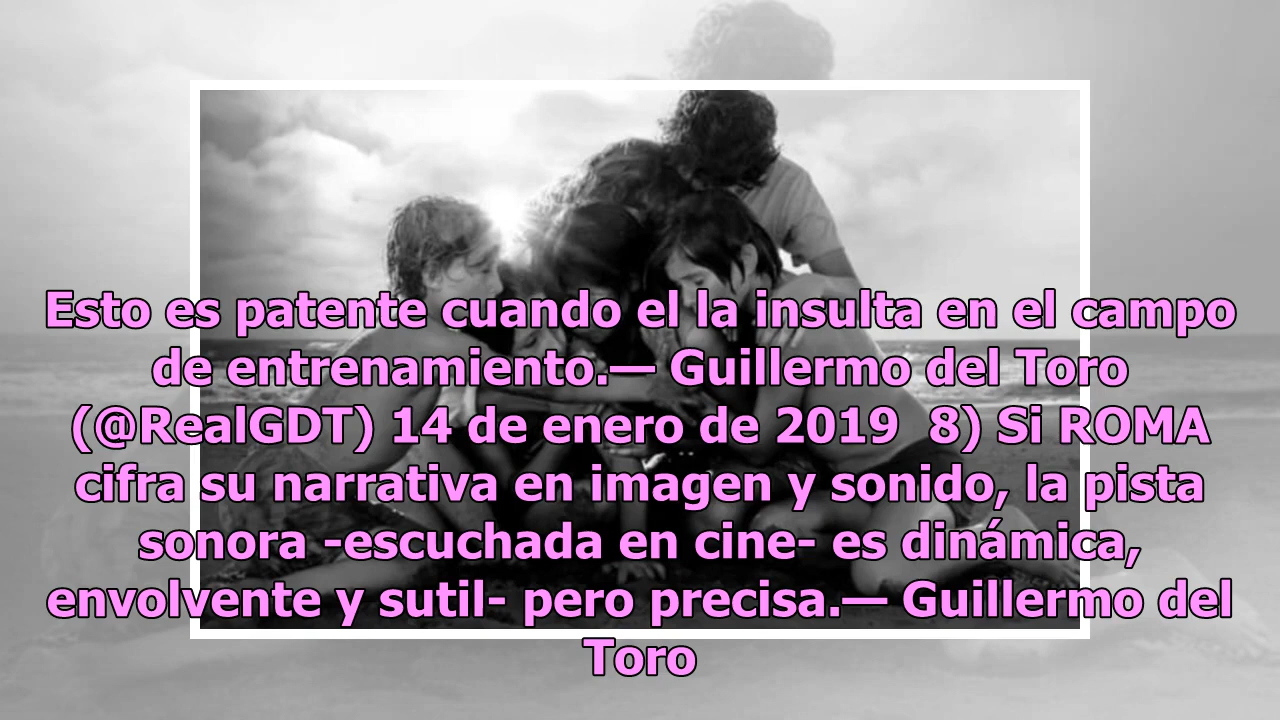 Esto es patente cuando el la insulta en el campo
de entrenamiento.— Guillermo del Toro
(@RealGDT) 14 de enero de 2019  8) Si ROMA
cifra su narrativa en imagen y sonido, la pista
sonora -escuchada en cine- es dinámica,
envolvente y sutil- pero precisa.— Guillermo del
Toro